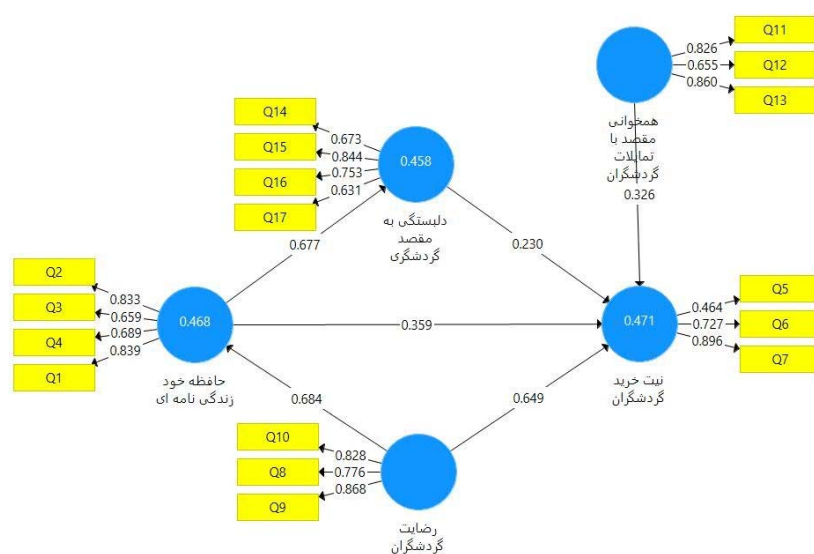 Q11
0.826
Q12
0.655
Q13
0.860
همخوانی
مقصد با
تمایلات
گردشگران
0.326
Q14
0.673
Q15
0.844
Q16
0.753
Q17
0.631
0.458
دلبستگی به
مقصد
گردشگری
0.677
0.230
Q2
0.833
Q3
0.659
Q4
0.689
Q1
0.839
0.468
حافظه خود
زندگی نامه ای
0.359
0.471
نیت خرید
گردشگران
Q5
0.464
Q6
0.727
Q7
0.896
0.684
0.649
Q10
0.828
Q8
0.776
Q9
0.868
رضایت
گردشگران